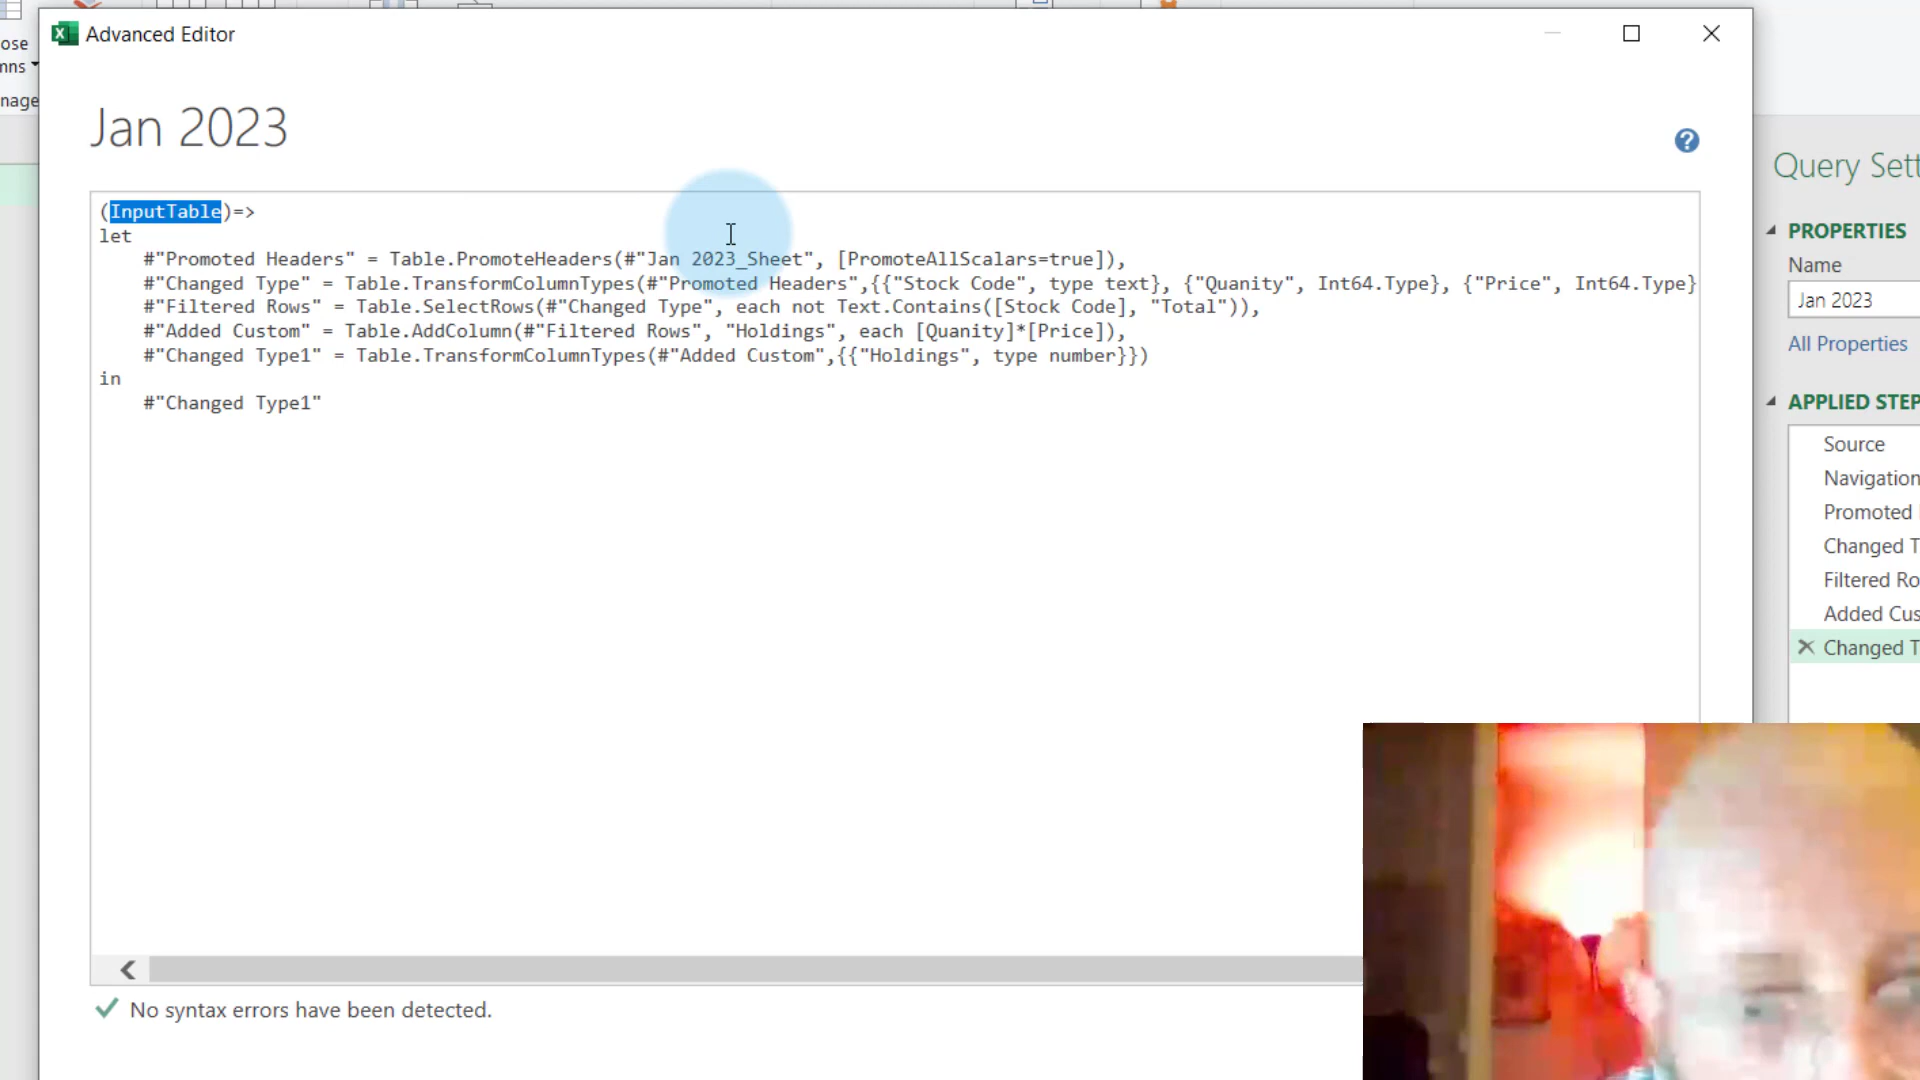 ose
mns
nage
Advanced Editor
Jan 2023
?
(InputTable)=>
let
#"Promoted Headers" = Table.PromoteHeaders(#"Jan 2023_Sheet", [PromoteAllScalars=true]),
#"Changed Type" = Table.TransformColumnTypes(#"Promoted Headers",{{"Stock Code", type text}, {"Quanity", Int64.Type}, {"Price", Int64.Type}
#"Filtered Rows" = Table.SelectRows(#"Changed Type", each not Text.Contains([Stock Code], "Total")),
#"Added Custom" = Table.AddColumn(#"Filtered Rows", "Holdings", each [Quanity]*[Price]),
#"Changed Type1" = Table.TransformColumnTypes(#"Added Custom",{{"Holdings", type number}})
in
#"Changed Type1"
No syntax errors have been detected.
Query Sett
PROPERTIES
Name
Jan 2023
All Properties
APPLIED STEP
Source
Navigation
Promoted
Changed T
Filtered Ro
Added Cus
Changed T